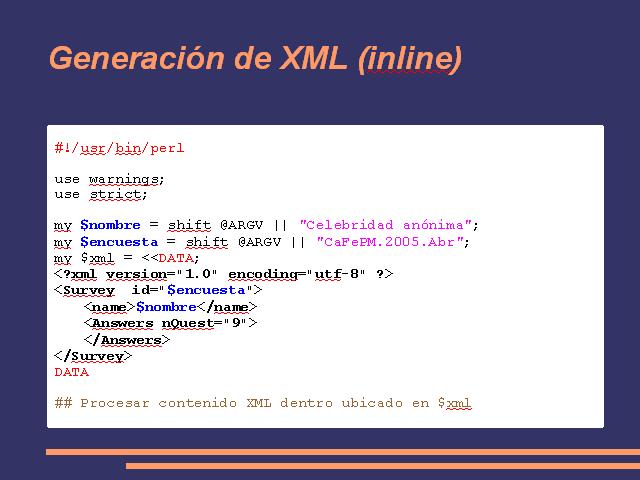 Generación de XML (inline)
#!/usr/bin/perl
use warnings;
use strict;
my $nombre = shift @ARGV || "Celebridad anónima";
my $encuesta = shift @ARGV || "CaFePM.2005.Abr";
my $xml = <<DATA;
<?xml version="1.0" encoding="utf-8" ?>
<Survey  id="$encuesta">
    <name>$nombre</name>
    <Answers nQuest="9">
    </Answers>
</Survey>
DATA
## Procesar contenido XML dentro ubicado en $xml